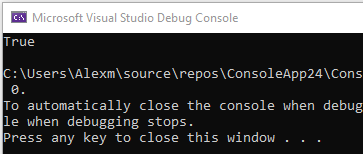 Microsoft Visual Studio Debug Console
True
C:\Users\Alexm\source\repos\ConsoleApp24\Cons
0.
To automatically close the console when debug
le when debugging stops.
Press any key to close this window . . .